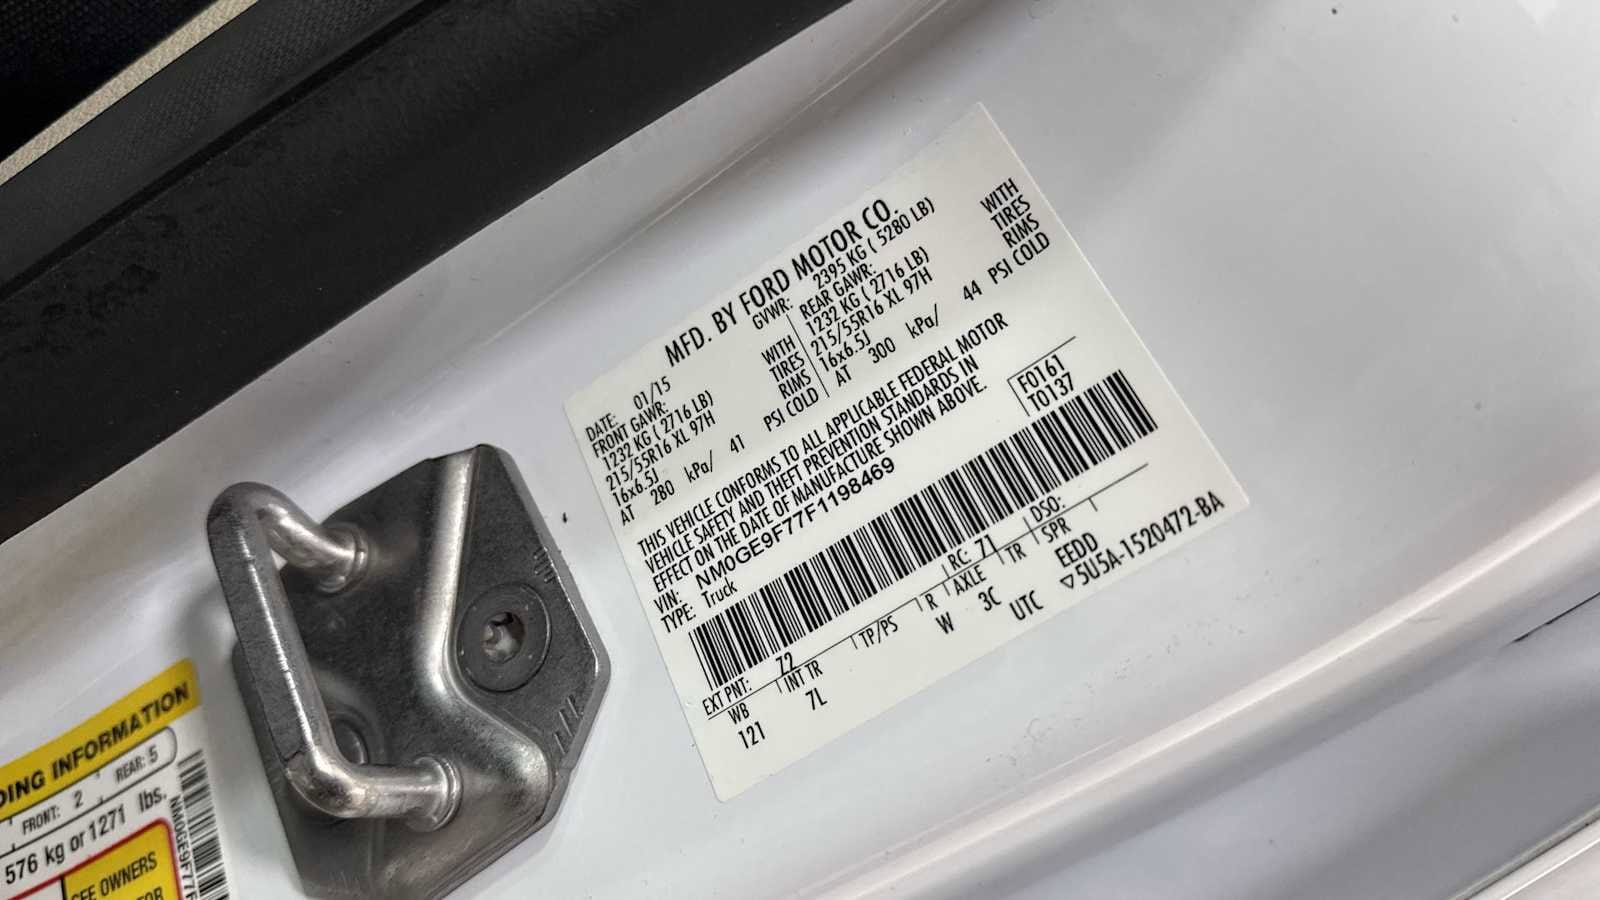 MFD. BY FORD MOTOR CO.
DATE: 01/15
GVWR: 2395 KG ( 5280 LB)
FRONT GAWR:
1232 KG ( 2716 LB) WITH
215/55R16 XL 97H TIRES
16x6.5J RIMS
AT 280 kPa/ 41 PSI COLD
REAR GAWR:
1232 KG ( 2716 LB) WITH
215/55R16 XL 97H TIRES
16x6.5J RIMS
AT 300 kPa/ 44 PSI COLD
THIS VEHICLE CONFORMS TO ALL APPLICABLE FEDERAL MOTOR
VEHICLE SAFETY AND THEFT PREVENTION STANDARDS IN
EFFECT ON THE DATE OF MANUFACTURE SHOWN ABOVE.
VIN: NM0GE9F77F1198469
TYPE: Truck
F0161
T0137
EXT PNT: 72 RC: 71 DSO:
WB INT TR TP/PS R AXLE TR SPR
121 7L W 3C EEDD
UTC ▽5U5A-1520472-BA
DING INFORMATION
FRONT: 2 REAR: 5
576 kg or 1271 lbs.
NM0GE9F77F
SEE OWNERS